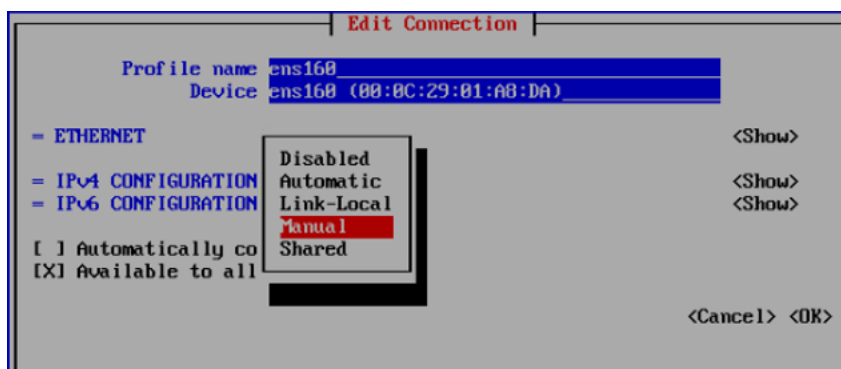 Edit Connection
Profile name ens160
Device ens160 (00:0C:29:01:A8:DA)
= ETHERNET <Show>
Disabled
= IPv4 CONFIGURATION Automatic <Show>
= IPv6 CONFIGURATION Link-Local <Show>
Manual
[ ] Automatically co Shared
[X] Available to all
<Cancel> <OK>